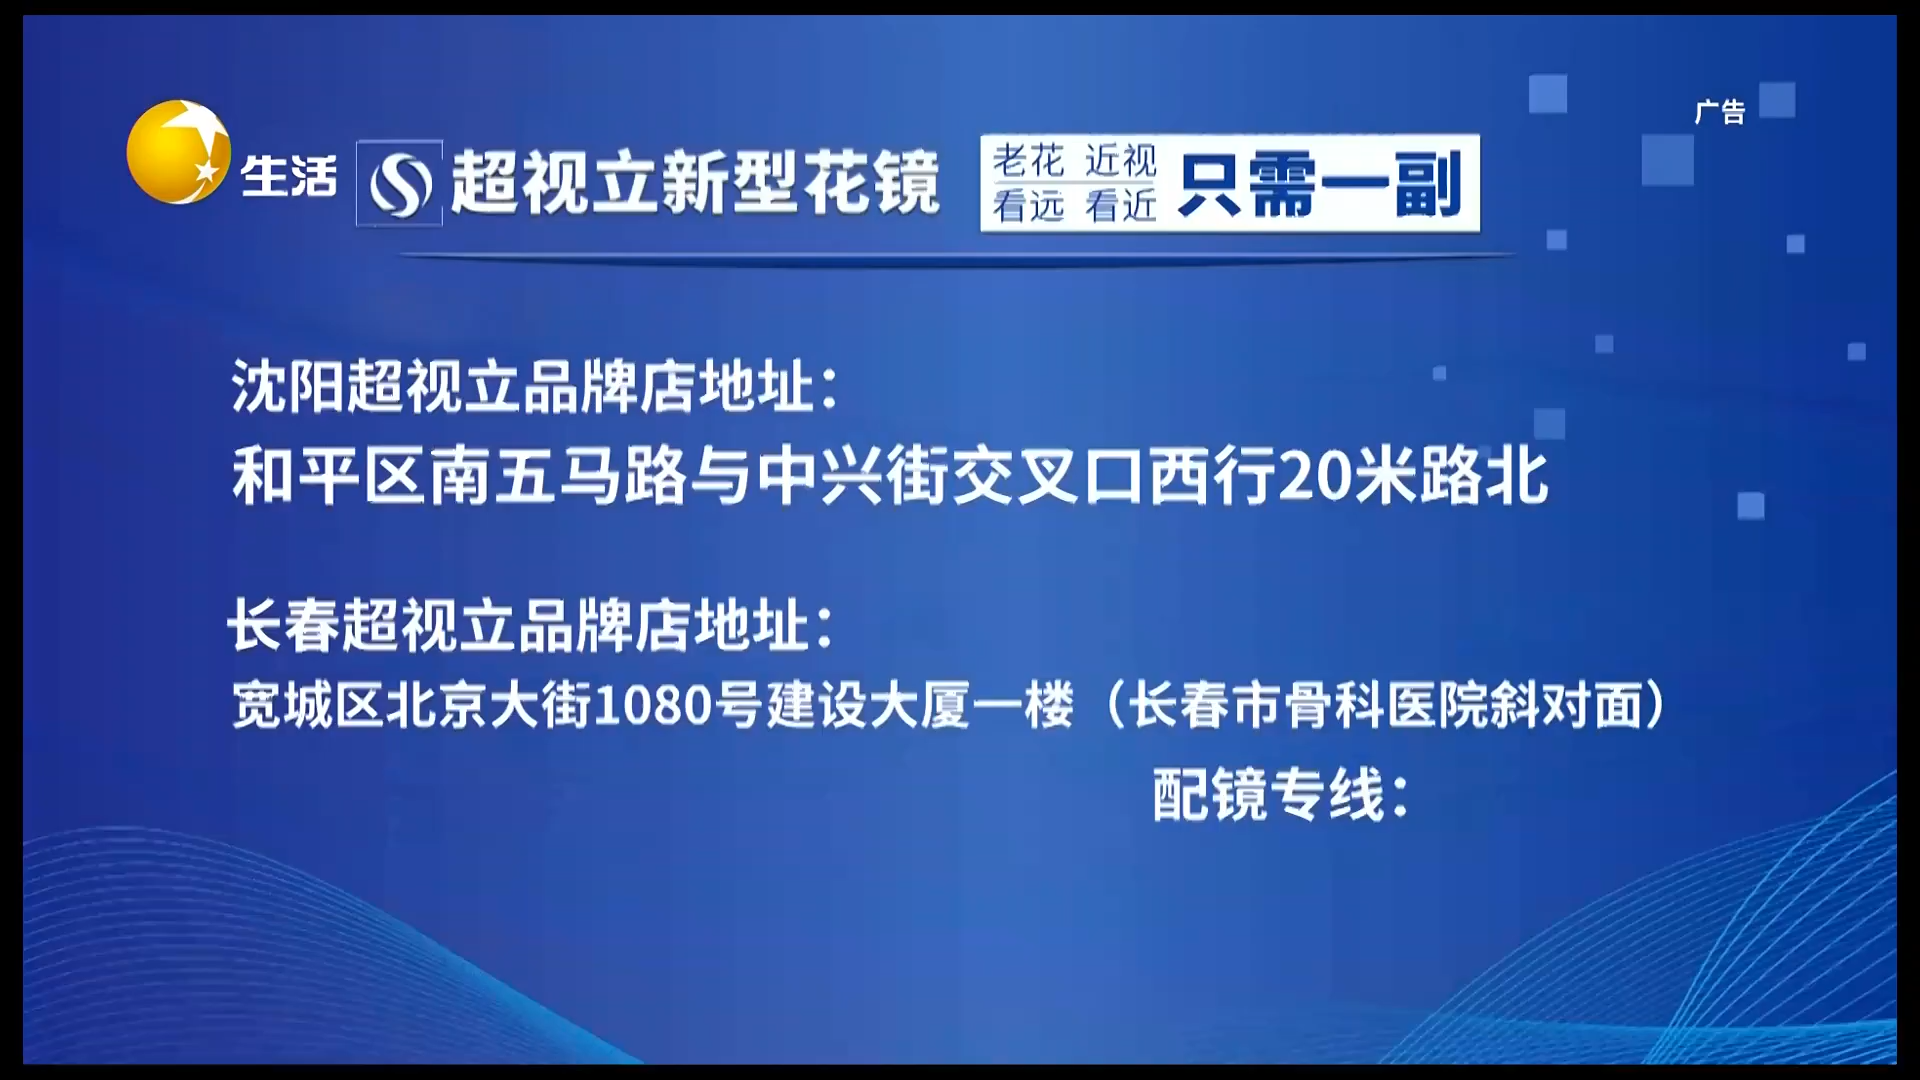 广告
生活
超视立新型花镜
老花 近视
看远 看近
只需一副
沈阳超视立品牌店地址：
和平区南五马路与中兴街交叉口西行20米路北
长春超视立品牌店地址：
宽城区北京大街1080号建设大厦一楼（长春市骨科医院斜对面）
配镜专线：